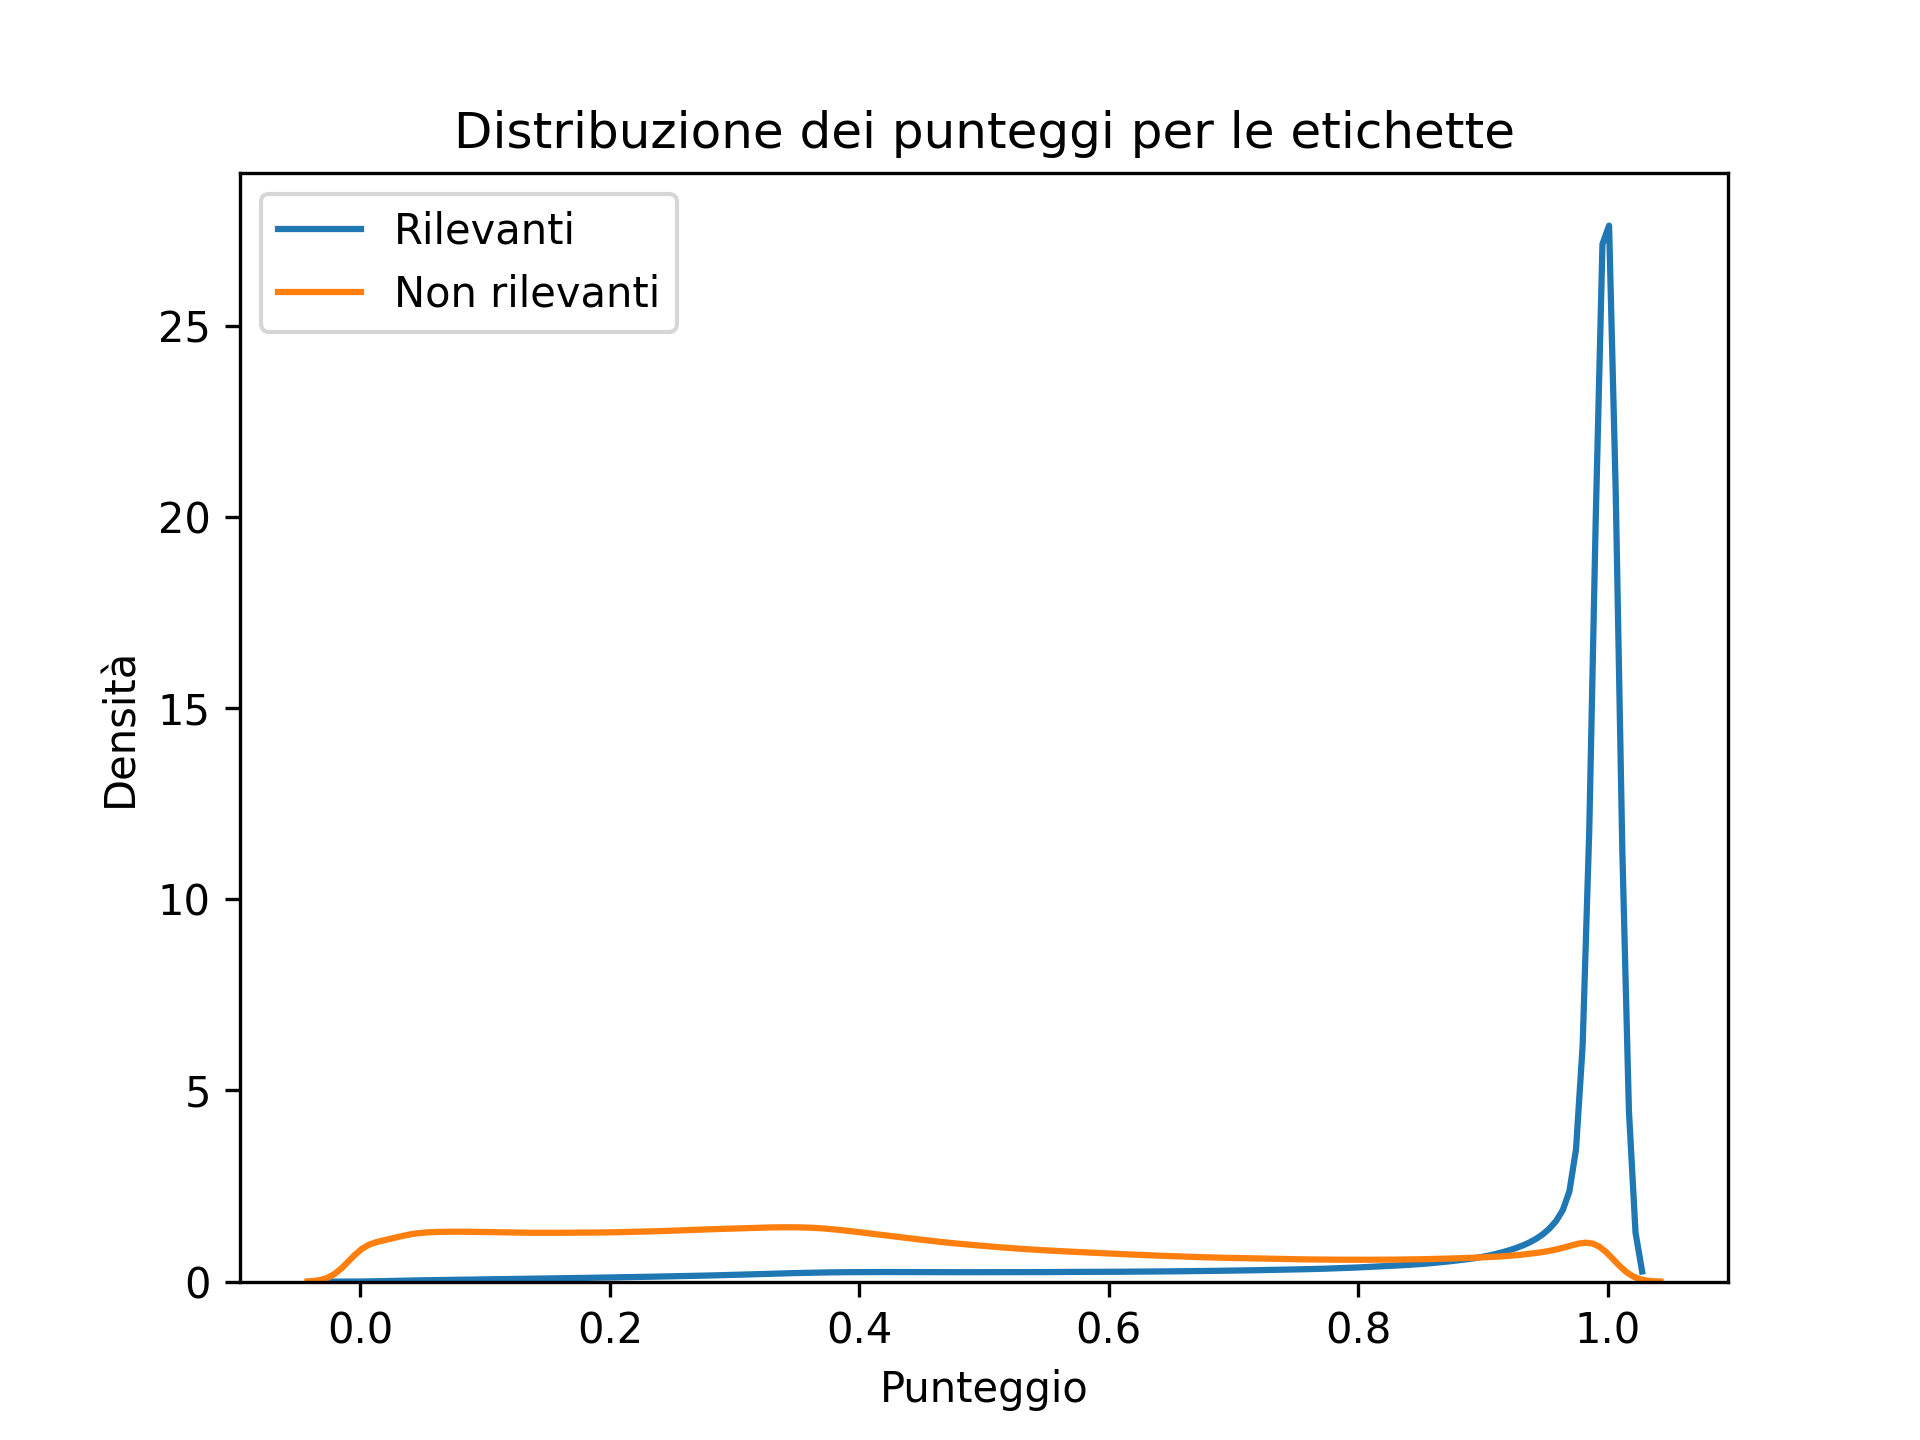 Distribuzione dei punteggi per le etichette
Rilevanti
Non rilevanti
Densità
25
20
15
10
5
0
0.0 0.2 0.4 0.6 0.8 1.0
Punteggio